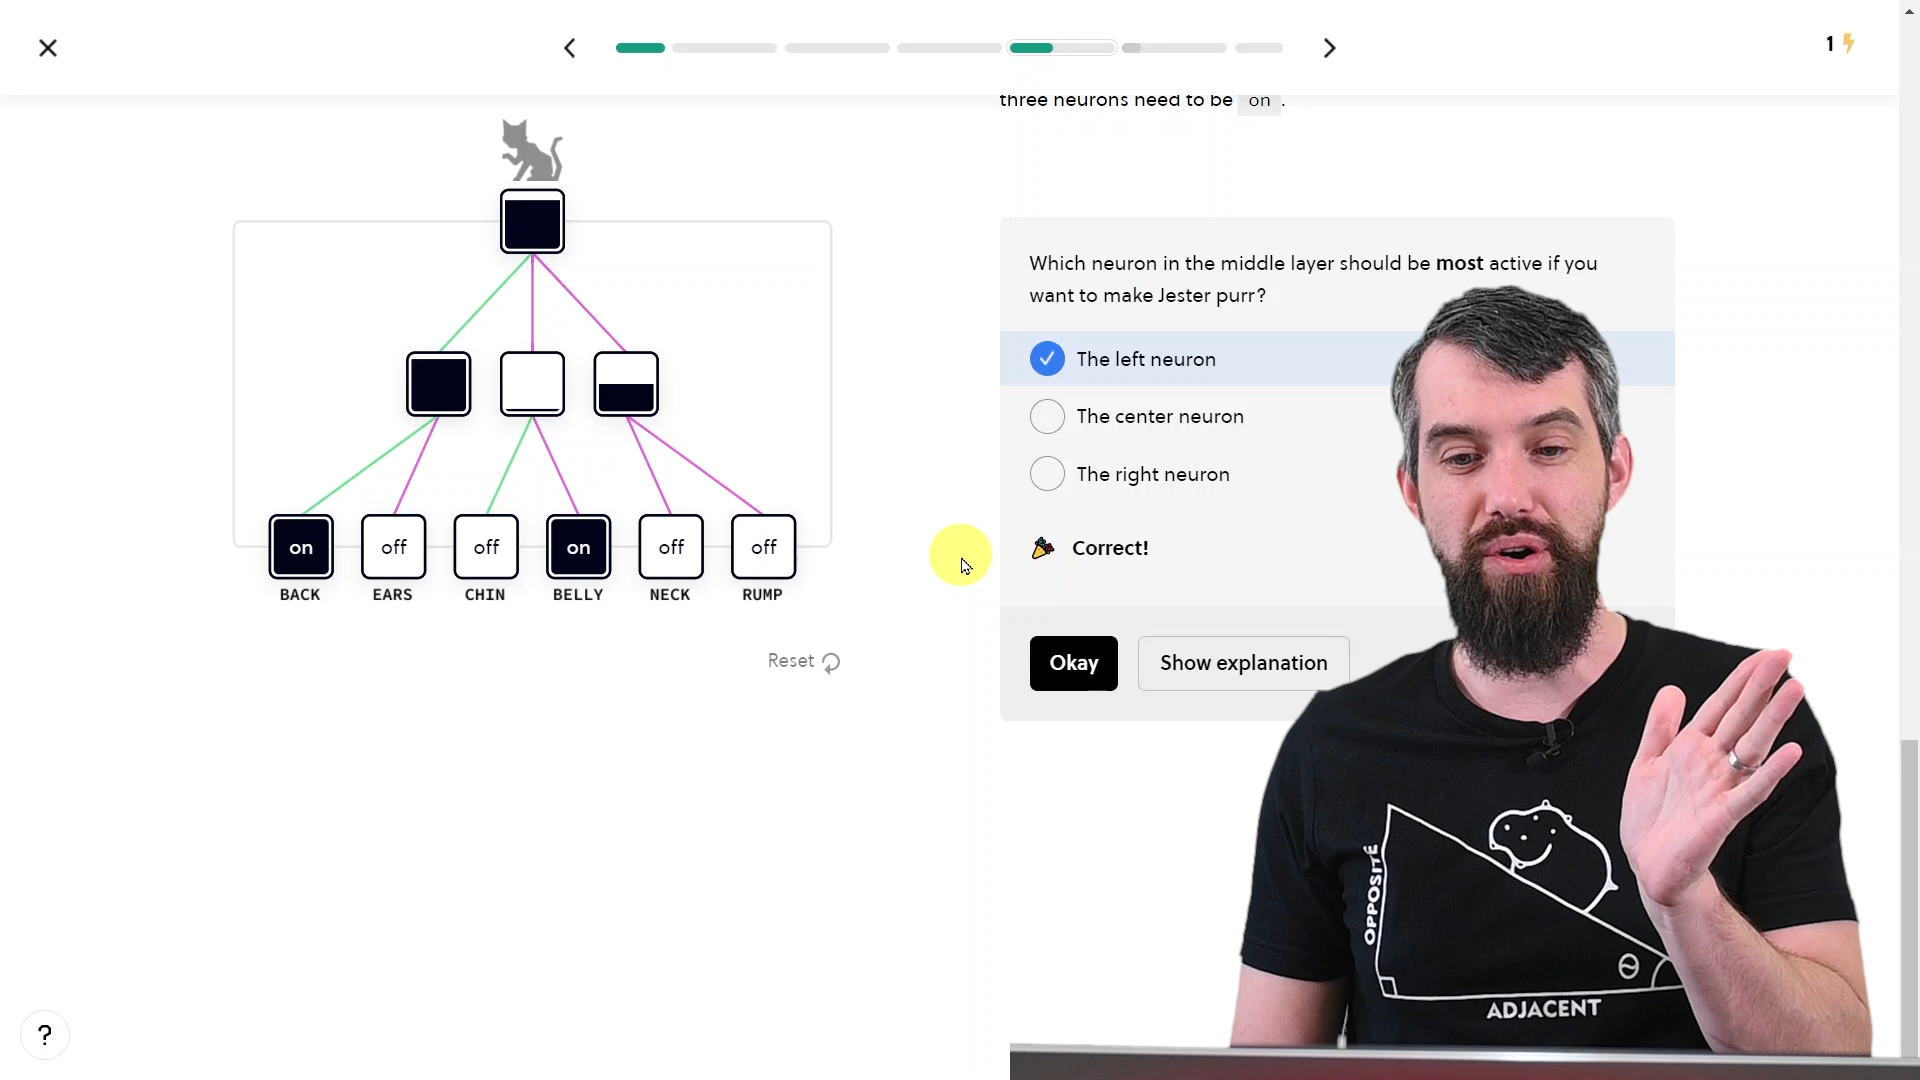 1
three neurons need to be on .
Which neuron in the middle layer should be most active if you
want to make Jester purr?
The left neuron
The center neuron
The right neuron
Correct!
Okay
Show explanation
on
off
off
on
off
off
BACK
EARS
CHIN
BELLY
NECK
RUMP
Reset
?
OPPOSITE
ADJACENT
Θ